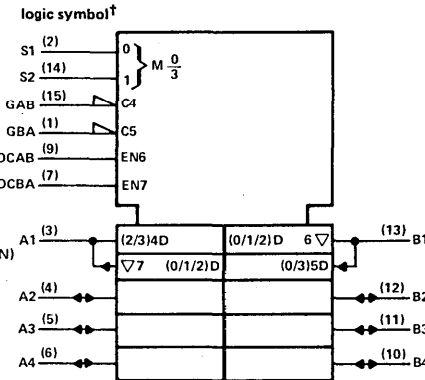 logic symbol†
S1 (2) 0 M 0/3
S2 (14) 1
GAB (15) C4
GBA (1) C5
OCAB (9) EN6
OCBA (7) EN7
A1 (3) (2/3)4D (0/1/2)D 6 ▽ (13) B1
N) ▽7 (0/1/2)D (0/3)5D
A2 (4) (12) B2
A3 (5) (11) B3
A4 (6) (10) B4